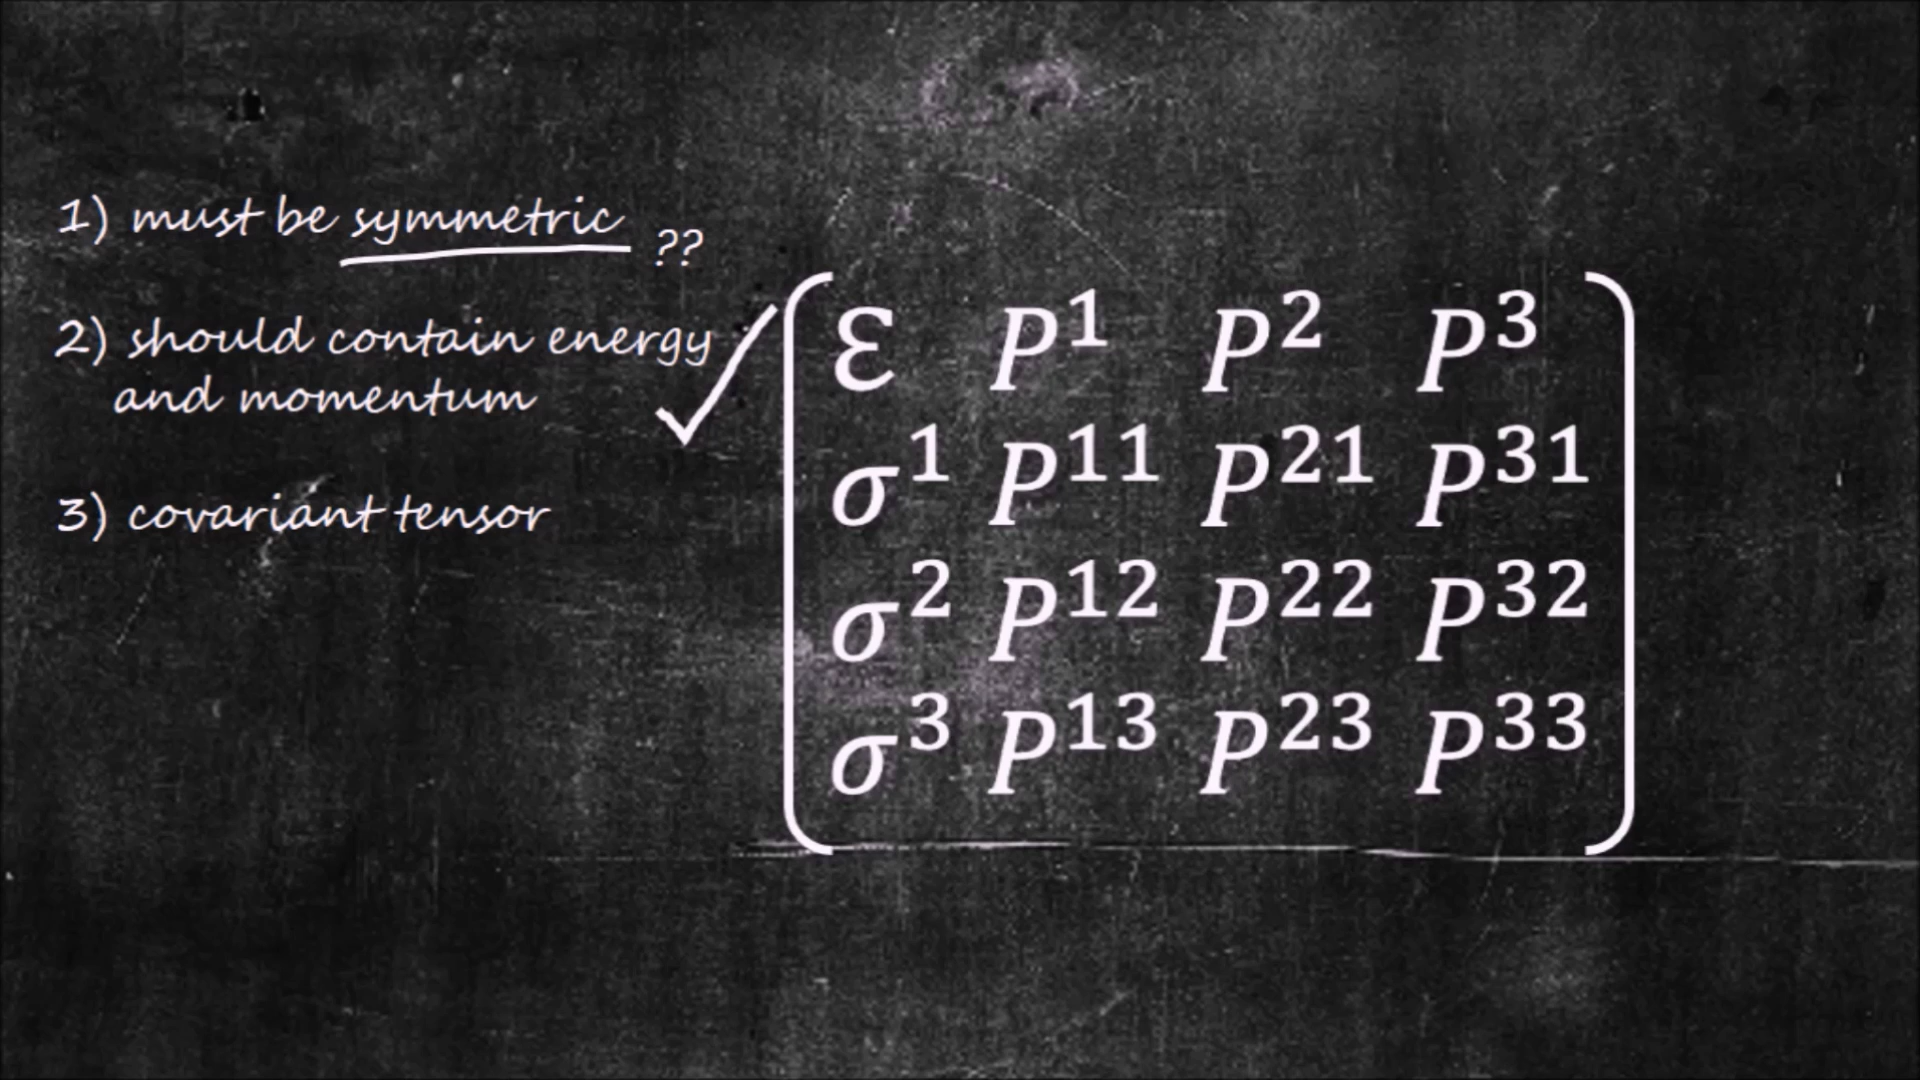 1) must be symmetric ??
2) should contain energy
and momentum
3) covariant tensor
Ɛ P¹ P² P³
σ¹ P¹¹ P²¹ P³¹
σ² P¹² P²² P³²
σ³ P¹³ P²³ P³³